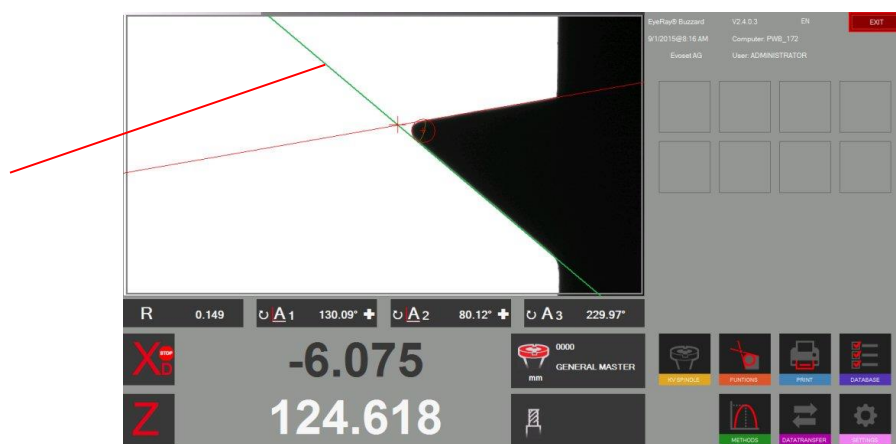 EyeRay® Buzzard V2.4.0.3 EN EXIT
9/1/2015@8:16 AM Computer: PWB_172
Evoset AG User: ADMINISTRATOR
R 0.149 A1 130.09° + A2 80.12° + A3 229.97°
X D STOP -6.075
0000
GENERAL MASTER
mm
Z 124.618
KV SPINDLE FUNTIONS PRINT DATABASE
METHODS DATATRANSFER SETTINGS